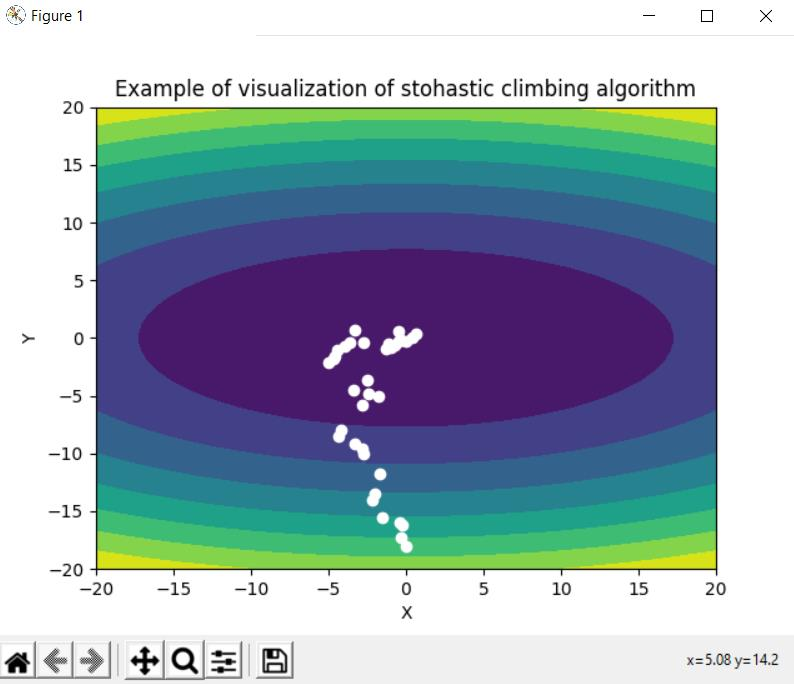 Figure 1
Example of visualization of stohastic climbing algorithm
20
15
10
5
0
−5
−10
−15
−20
Y
−20 −15 −10 −5 0 5 10 15 20
X
x=5.08 y=14.2